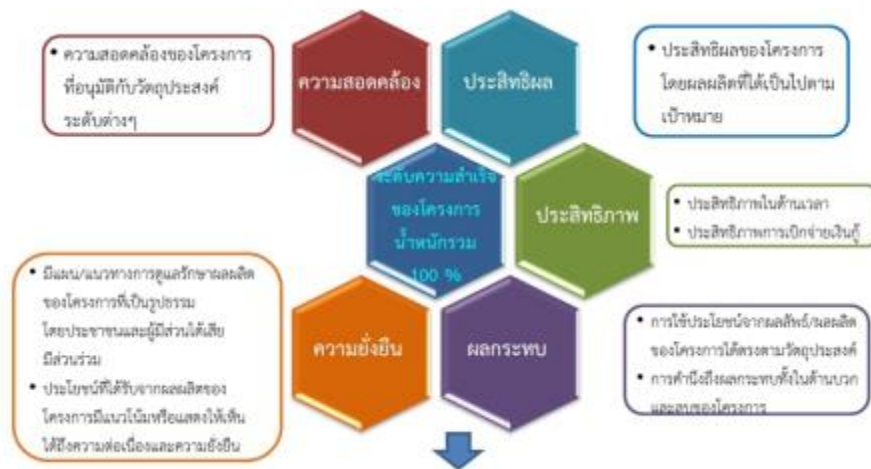 • ความสอดคล้องของโครงการ
ที่อนุมัติกับวัตถุประสงค์
ระดับต่างๆ
ความสอดคล้อง
ประสิทธิผล
• ประสิทธิผลของโครงการ
โดยผลผลิตที่ได้เป็นไปตาม
เป้าหมาย
ระดับความสำเร็จ
ของโครงการ
น้ำหนักรวม
100 %
ประสิทธิภาพ
• ประสิทธิภาพในด้านเวลา
• ประสิทธิภาพการเบิกจ่ายเงินกู้
• มีแผน/แนวทางการดูแลรักษาผลผลิต
ของโครงการที่เป็นรูปธรรม
โดยประชาชนและผู้มีส่วนได้เสีย
มีส่วนร่วม
• ประโยชน์ที่ได้รับจากผลผลิตของ
โครงการมีแนวโน้มหรือแสดงให้เห็น
ได้ถึงความต่อเนื่องและความยั่งยืน
ความยั่งยืน
ผลกระทบ
• การใช้ประโยชน์จากผลลัพธ์/ผลผลิต
ของโครงการได้ตรงตามวัตถุประสงค์
• การคำนึงถึงผลกระทบทั้งในด้านบวก
และลบของโครงการ